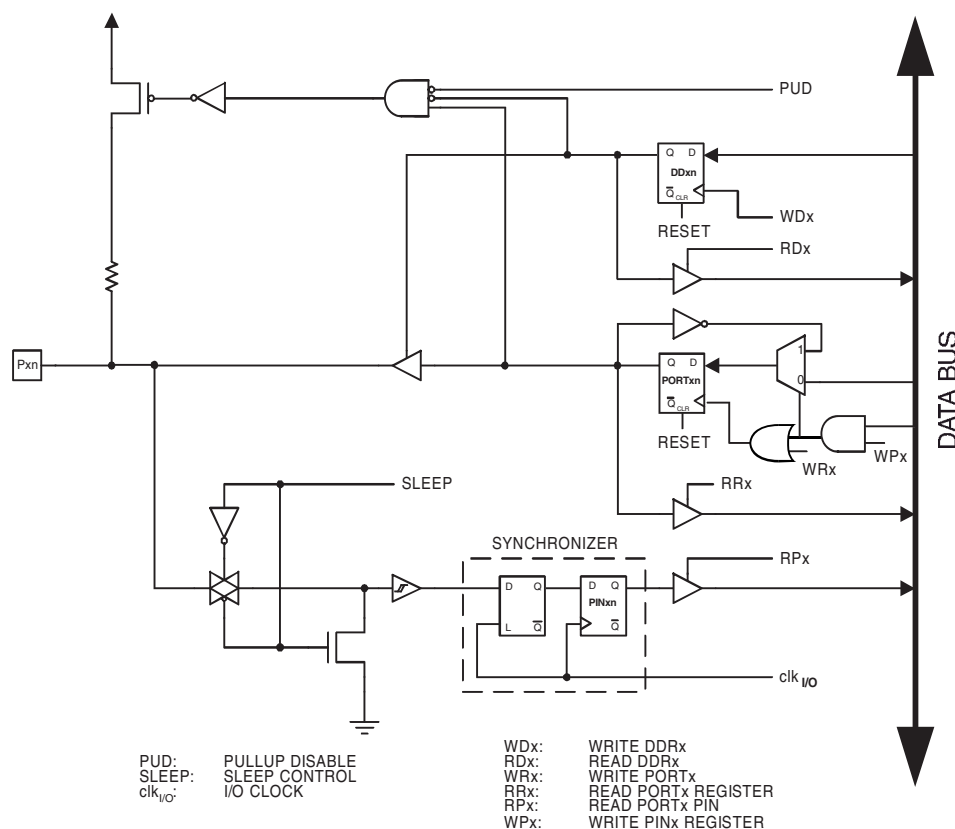 PUD
Q D
DDxn
Q CLR
WDx
RESET
RDx
Pxn
1
Q D
PORTxn
0
Q CLR
RESET
WRx
WPx
DATA BUS
SLEEP
RRx
SYNCHRONIZER
RPx
D Q
D Q
PINxn
L Q
Q
clk I/O
PUD: PULLUP DISABLE
SLEEP: SLEEP CONTROL
clkI/O: I/O CLOCK
WDx: WRITE DDRx
RDx: READ DDRx
WRx: WRITE PORTx
RRx: READ PORTx REGISTER
RPx: READ PORTx PIN
WPx: WRITE PINx REGISTER